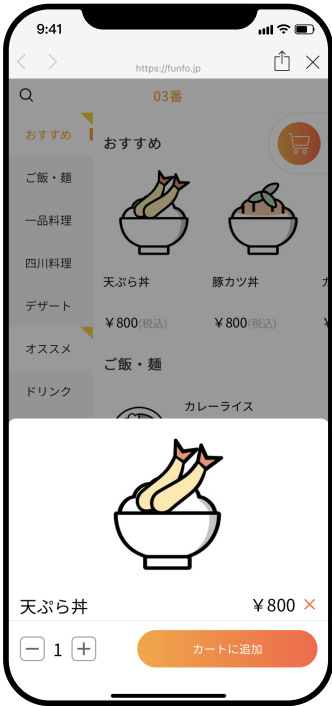 9:41
https://funfo.jp
03番
おすすめ
ご飯・麺
一品料理
四川料理
デザート
オススメ
ドリンク
おすすめ
天ぷら丼
豚カツ丼
￥800(税込)
￥800(税込)
ご飯・麺
カレーライス
天ぷら丼
￥800
1
カートに追加